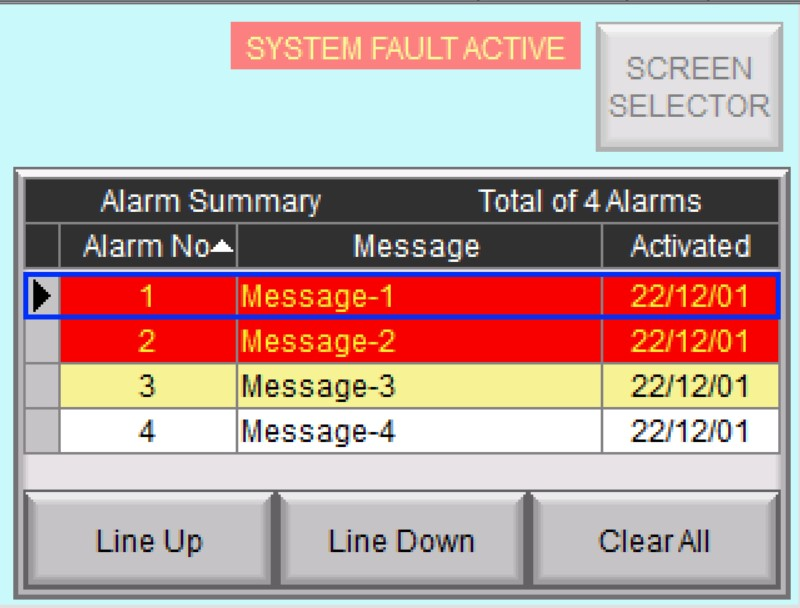 SYSTEM FAULT ACTIVE
SCREEN
SELECTOR
Alarm Summary Total of 4 Alarms
Alarm No Message Activated
1 Message-1 22/12/01
2 Message-2 22/12/01
3 Message-3 22/12/01
4 Message-4 22/12/01
Line Up Line Down Clear All